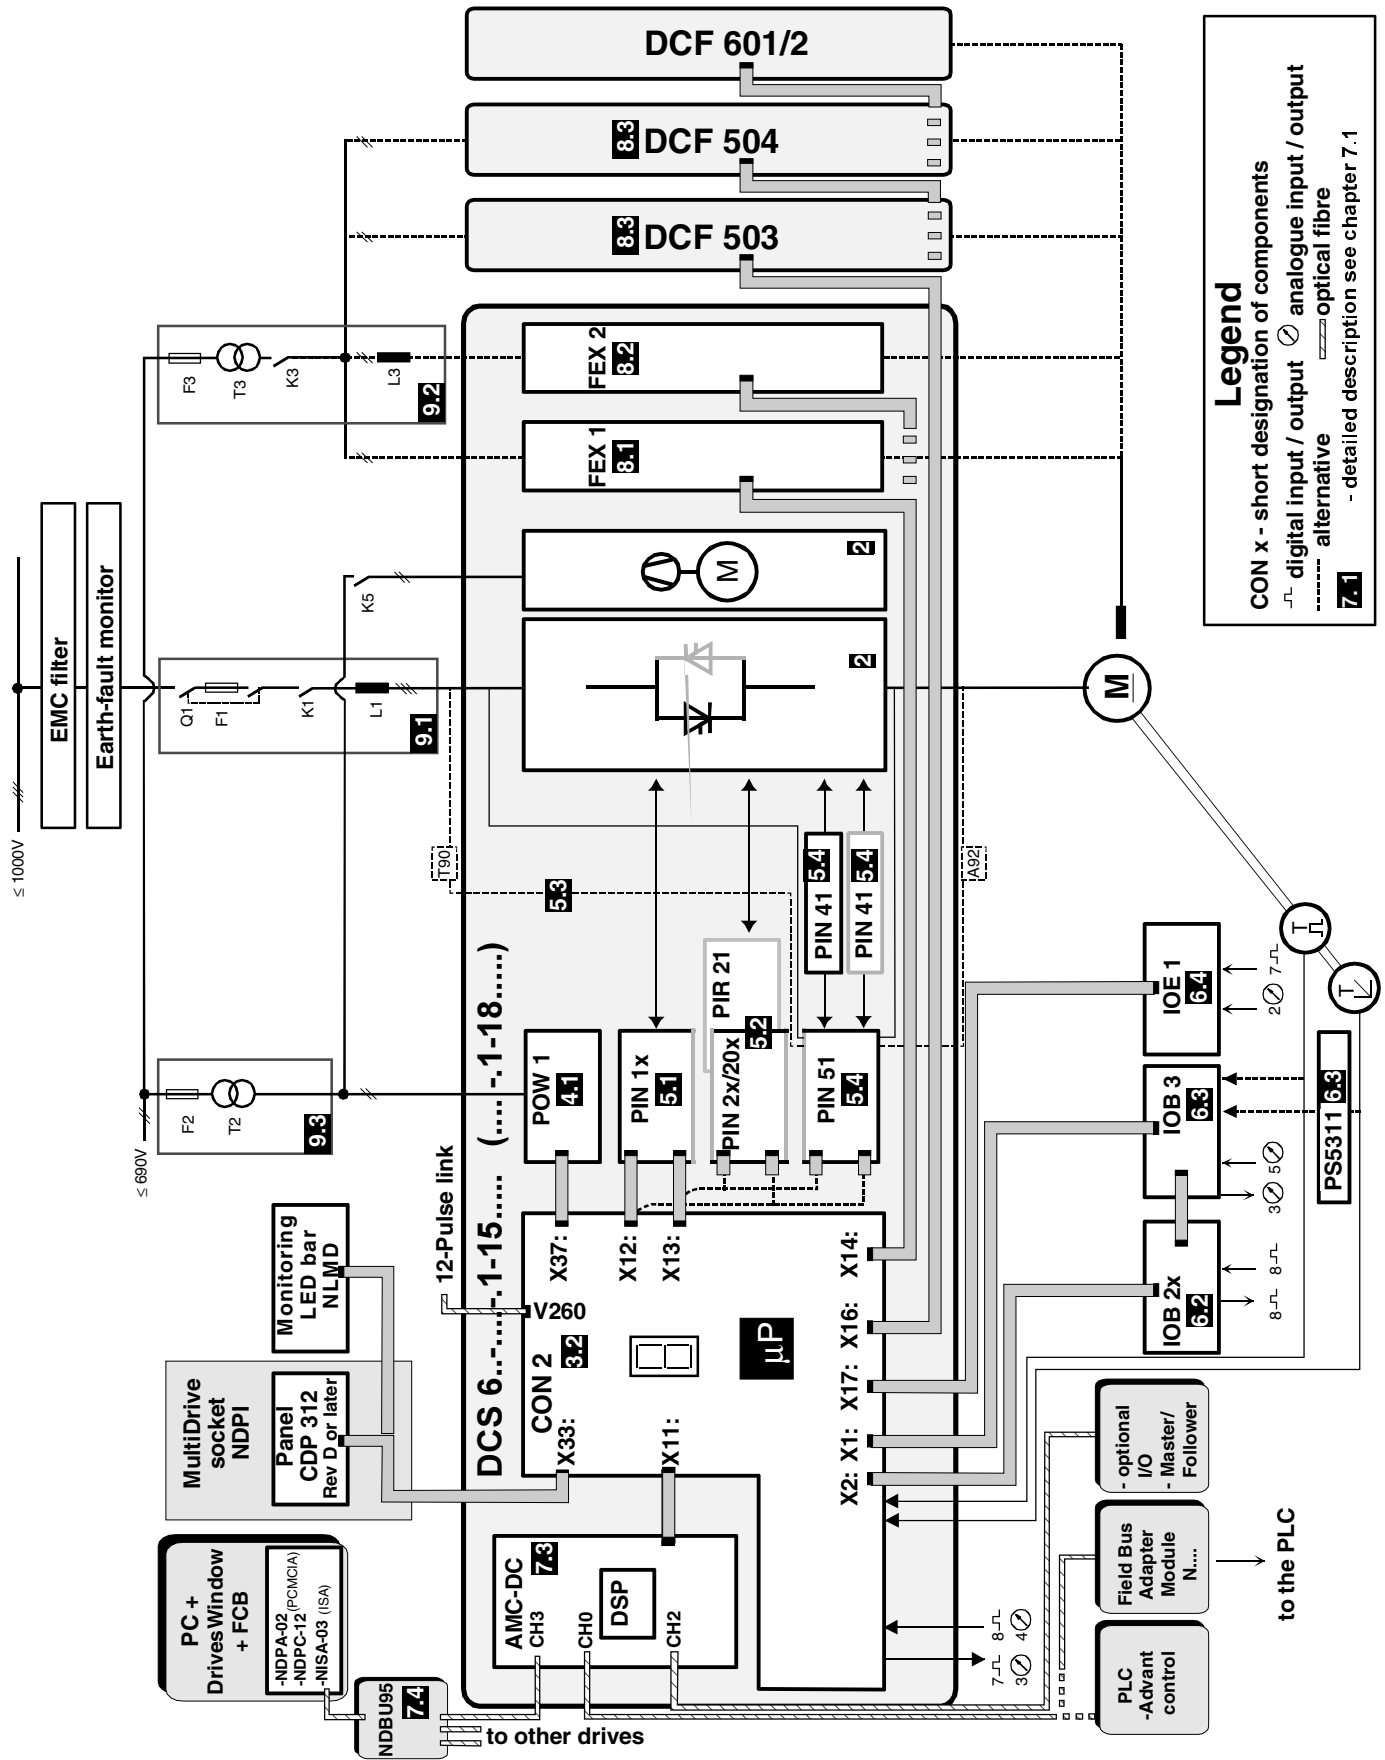 DCF 601/2
8.3 DCF 504
8.3 DCF 503
FEX 2
8.2
FEX 1
8.1
M
2
2
F3
T3
K3
L3
9.2
EMC filter
Earth-fault monitor
≤ 1000V
K5
Q1
F1
K1
L1
9.1
T90
5.3
A92
M
T
T
≤ 690V
F2
T2
9.3
DCS 6..-....-.1-15..... (....-.1-18.....)
POW 1
4.1
PIN 1x
5.1
PIR 21
PIN 2x/20x
5.2
PIN 51
5.4
PIN 41 5.4
PIN 41 5.4
12-Pulse link
V260
CON 2
3.2
µP
X37:
X12:
X13:
X33:
X11:
X14:
X16:
X17:
X1:
X2:
Monitoring
LED bar
NLMD
MultiDrive
socket
NDPI
Panel
CDP 312
Rev D or later
PC +
DrivesWindow
+ FCB
-NDPA-02
-NDPC-12 (PCMCIA)
-NISA-03 (ISA)
NDBU95
7.4
to other drives
AMC-DC
7.3
DSP
CH3
CH0
CH2
7
3
8
4
IOB 2x
6.2
8
8
IOB 3
6.3
3
5
IOE 1
6.4
2
7
PS5311 6.3
- optional
I/O
- Master/
Follower
Field Bus
Adapter
Module
N....
PLC
-Advant
control
to the PLC
Legend
CON x - short designation of components
digital input / output
analogue input / output
alternative
optical fibre
7.1
- detailed description see chapter 7.1